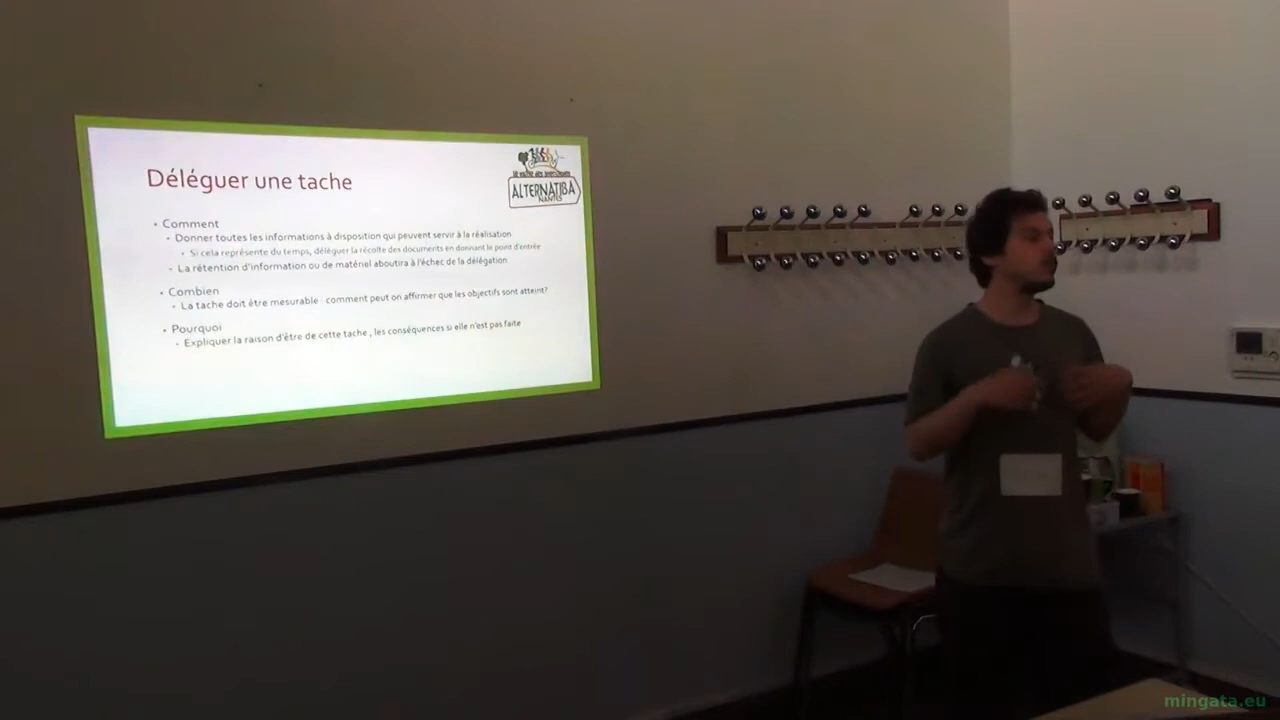 Déléguer une tache
ALTERNATIBA
NANTES
• Comment
• Donner toutes les informations à disposition qui peuvent servir à la réalisation
• Si cela représente du temps, déléguer la récolte des documents en donnant le point d'entrée
• La rétention d'information ou de matériel aboutira à l'échec de la délégation
• Combien
• La tache doit être mesurable : comment peut on affirmer que les objectifs sont atteint?
• Pourquoi
• Expliquer la raison d'être de cette tache , les conséquences si elle n'est pas faite
mingata.eu